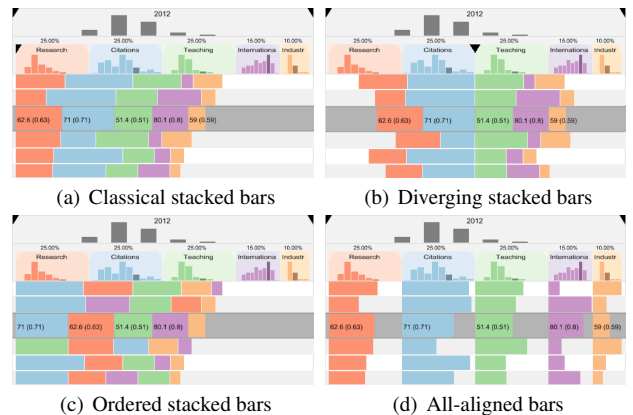 2012
25.00% 25.00% 25.00% 15.00% 10.00%
Research Citations Teaching Internationa Industr
62.6 (0.63) 71 (0.71) 51.4 (0.51) 80.1 (0.8) 59 (0.59)
(a) Classical stacked bars
2012
25.00% 25.00% 25.00% 15.00% 10.00%
Research Citations Teaching Internationa Industr
62.6 (0.63) 71 (0.71) 51.4 (0.51) 80.1 (0.8) 59 (0.59)
(b) Diverging stacked bars
2012
25.00% 25.00% 25.00% 15.00% 10.00%
Research Citations Teaching Internationa Industr
71 (0.71) 62.6 (0.63) 51.4 (0.51) 80.1 (0.8)
(c) Ordered stacked bars
2012
25.00% 25.00% 25.00% 15.00% 10.00%
Research Citations Teaching Internationa Industr
62.6 (0.63) 71 (0.71) 51.4 (0.51) 80.1 (0.8) 59 (0.59)
(d) All-aligned bars